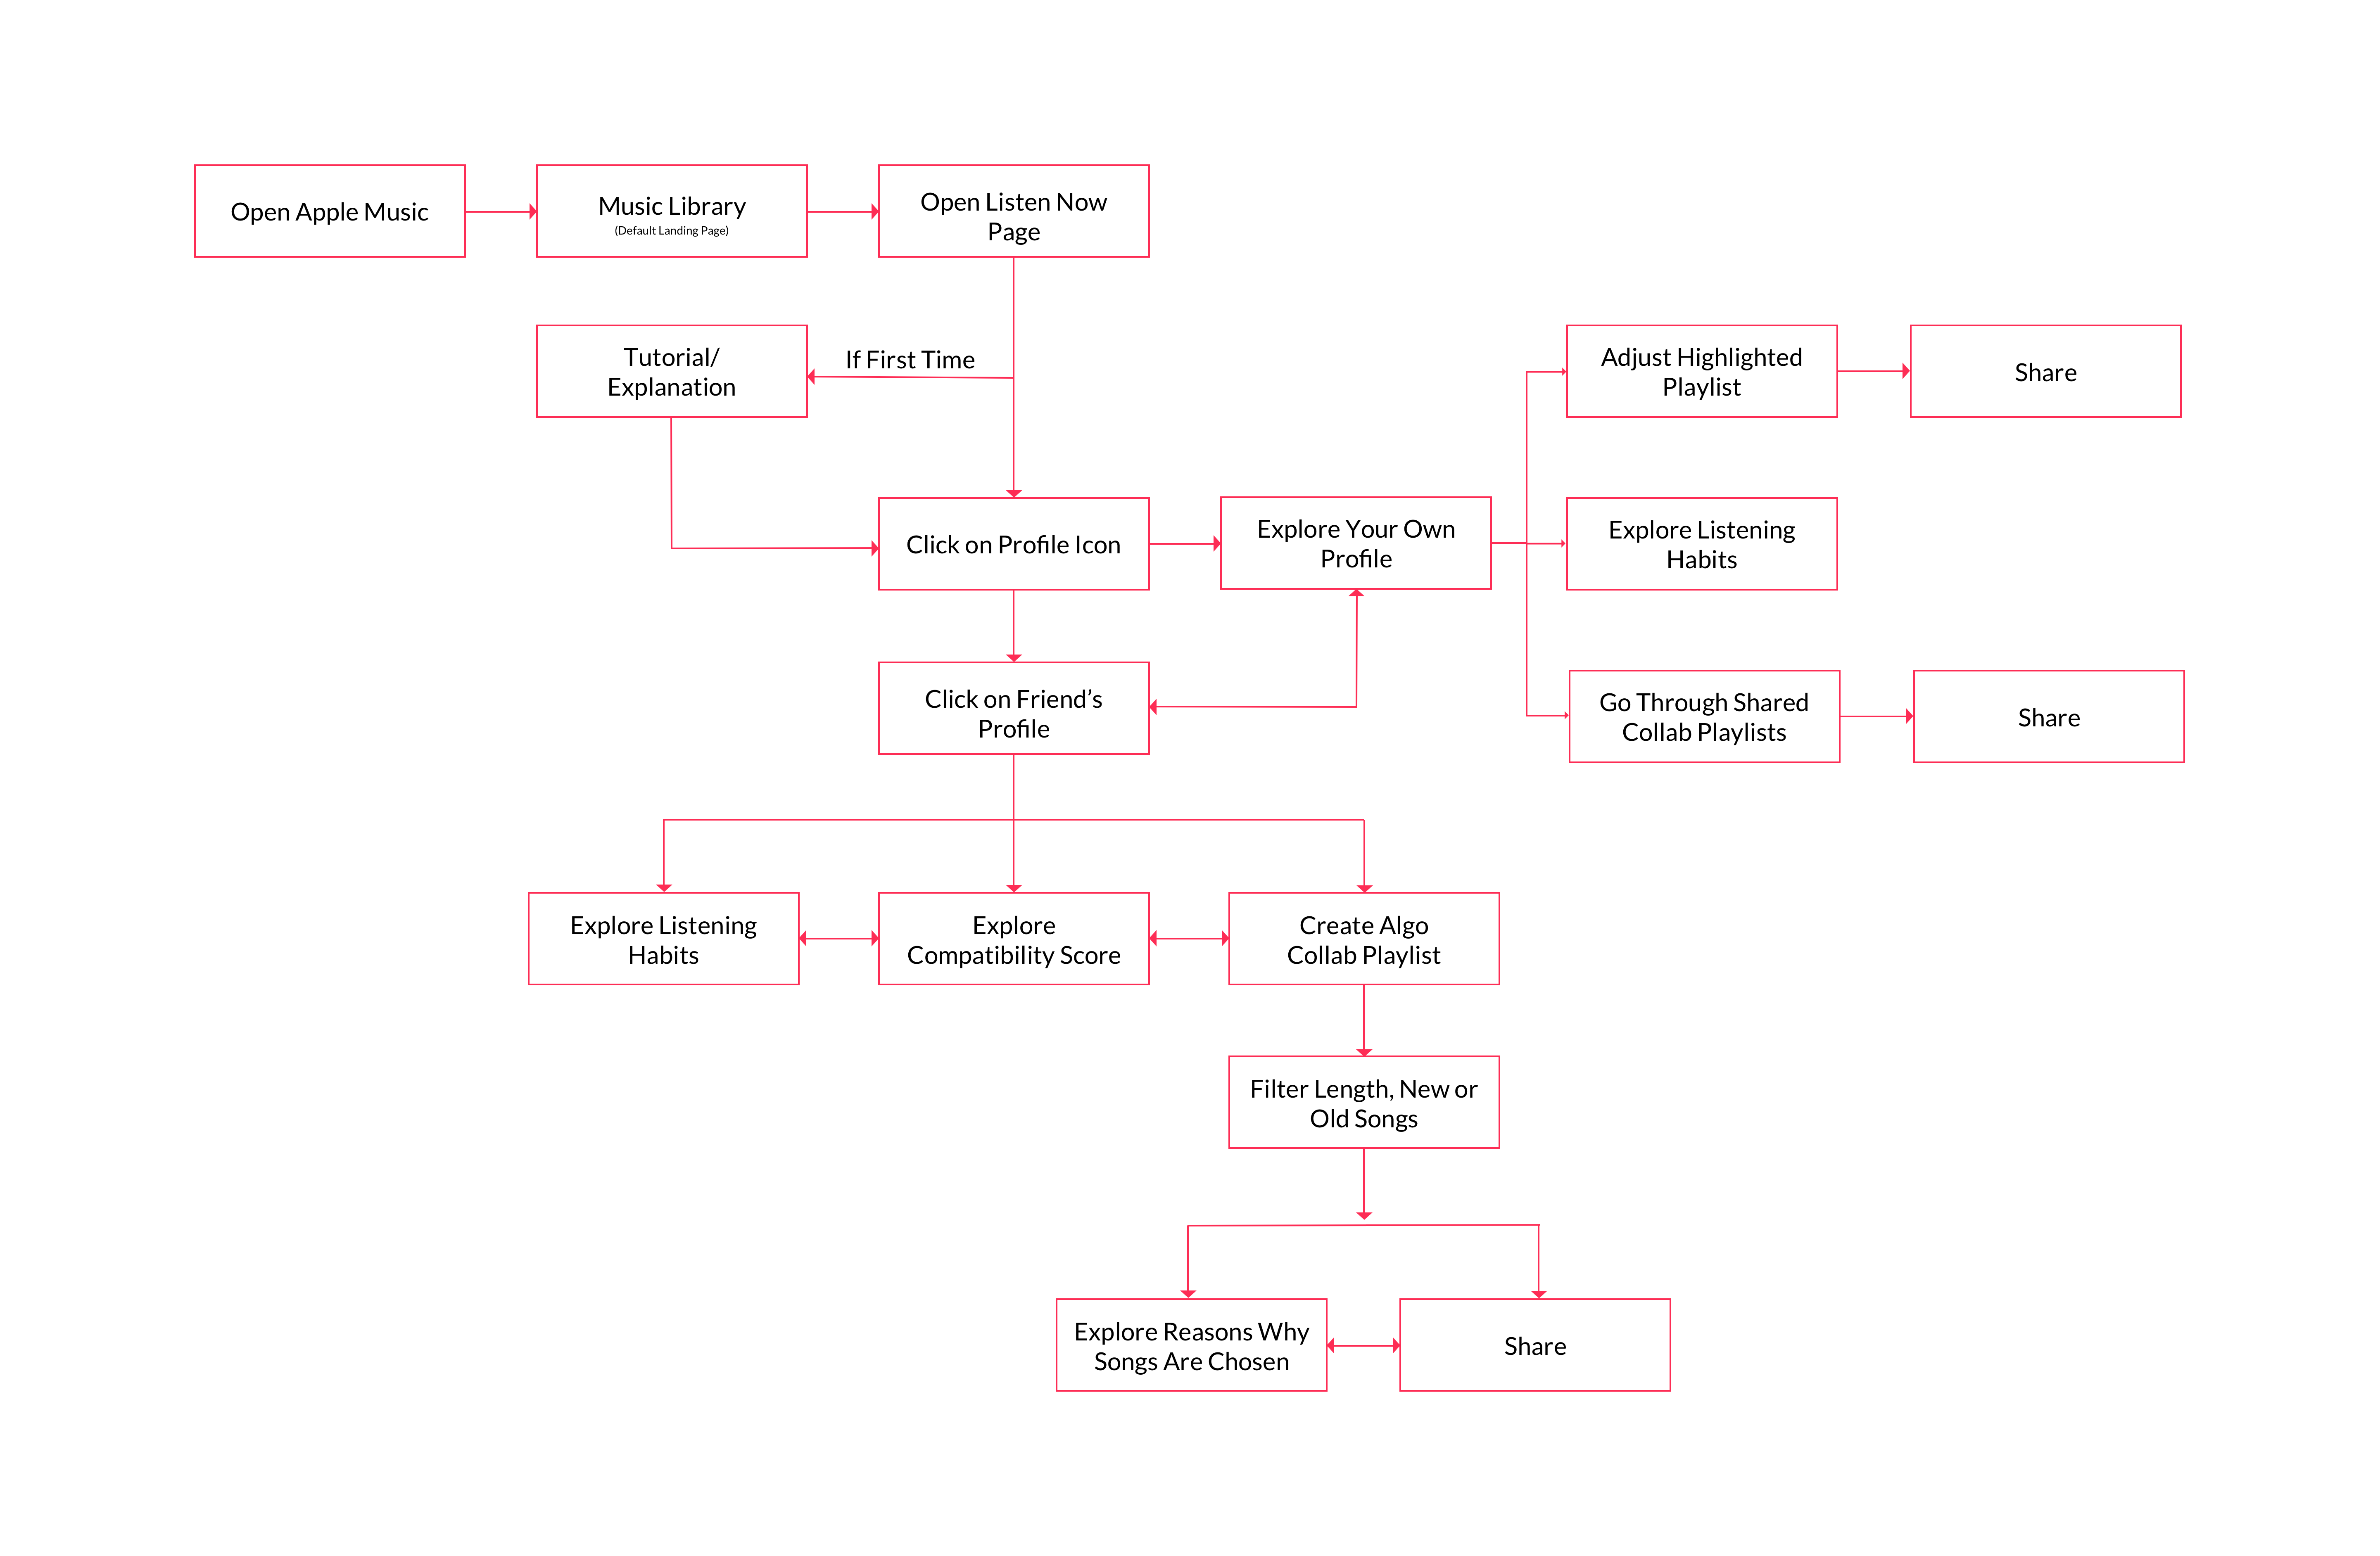 Open Apple Music
Music Library
(Default Landing Page)
Open Listen Now
Page
Tutorial/
Explanation
If First Time
Adjust Highlighted
Playlist
Share
Click on Profile Icon
Explore Your Own
Profile
Explore Listening
Habits
Click on Friend’s
Profile
Go Through Shared
Collab Playlists
Share
Explore Listening
Habits
Explore
Compatibility Score
Create Algo
Collab Playlist
Filter Length, New or
Old Songs
Explore Reasons Why
Songs Are Chosen
Share